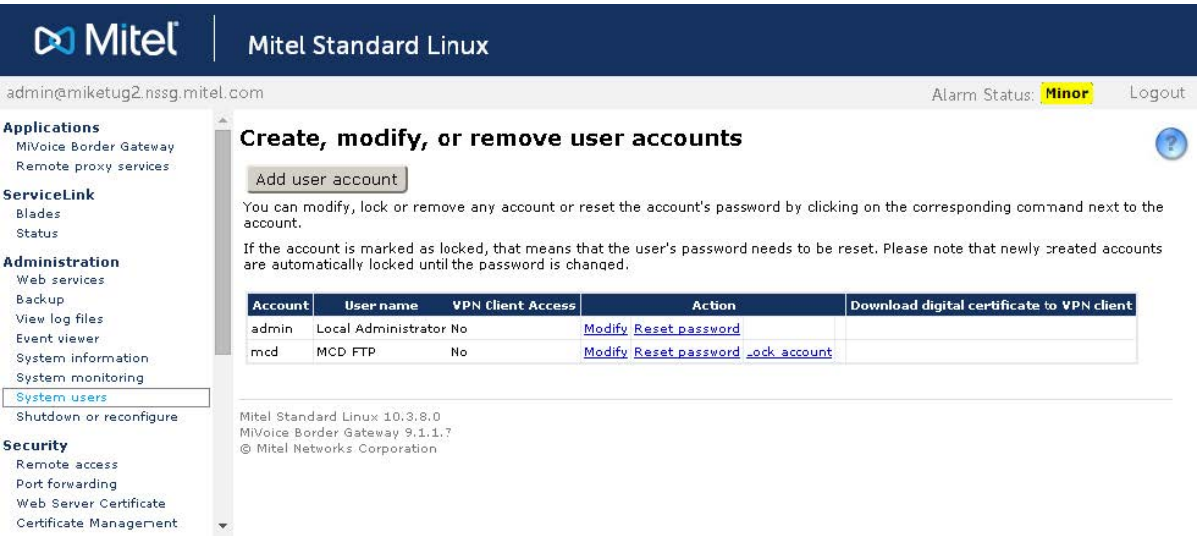 Mitel
Mitel Standard Linux
admin@miketug2.nssg.mitel.com
Alarm Status: Minor
Logout
Applications
MiVoice Border Gateway
Remote proxy services
ServiceLink
Blades
Status
Administration
Web services
Backup
View log files
Event viewer
System information
System monitoring
System users
Shutdown or reconfigure
Security
Remote access
Port forwarding
Web Server Certificate
Certificate Management
Create, modify, or remove user accounts
Add user account
You can modify, lock or remove any account or reset the account's password by clicking on the corresponding command next to the
account.
If the account is marked as locked, that means that the user's password needs to be reset. Please note that newly created accounts
are automatically locked until the password is changed.
Account User name VPN Client Access Action Download digital certificate to VPN client
admin Local Administrator No Modify Reset password
mcd MCD FTP No Modify Reset password Lock account
Mitel Standard Linux 10.3.8.0
MiVoice Border Gateway 9.1.1.?
© Mitel Networks Corporation